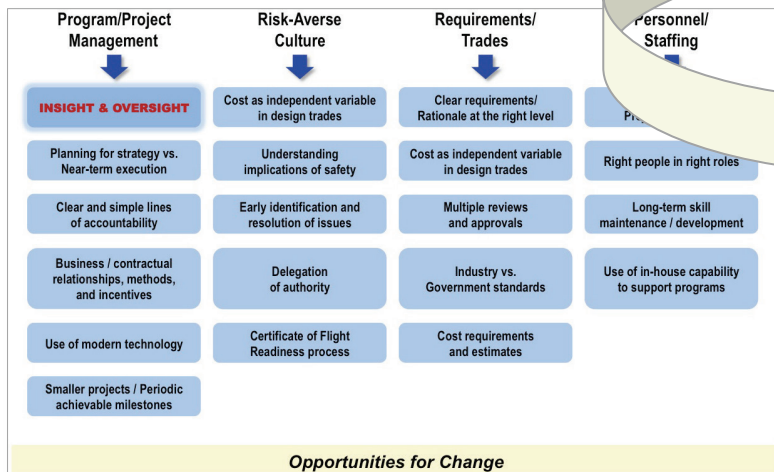 Program/Project
Management
Risk-Averse
Culture
Requirements/
Trades
Personnel/
Staffing
INSIGHT & OVERSIGHT
Planning for strategy vs.
Near-term execution
Clear and simple lines
of accountability
Business / contractual
relationships, methods,
and incentives
Use of modern technology
Smaller projects / Periodic
achievable milestones
Cost as independent variable
in design trades
Understanding
implications of safety
Early identification and
resolution of issues
Delegation
of authority
Certificate of Flight
Readiness process
Clear requirements/
Rationale at the right level
Cost as independent variable
in design trades
Multiple reviews
and approvals
Industry vs.
Government standards
Cost requirements
and estimates
Right people in right roles
Long-term skill
maintenance / development
Use of in-house capability
to support programs
Opportunities for Change